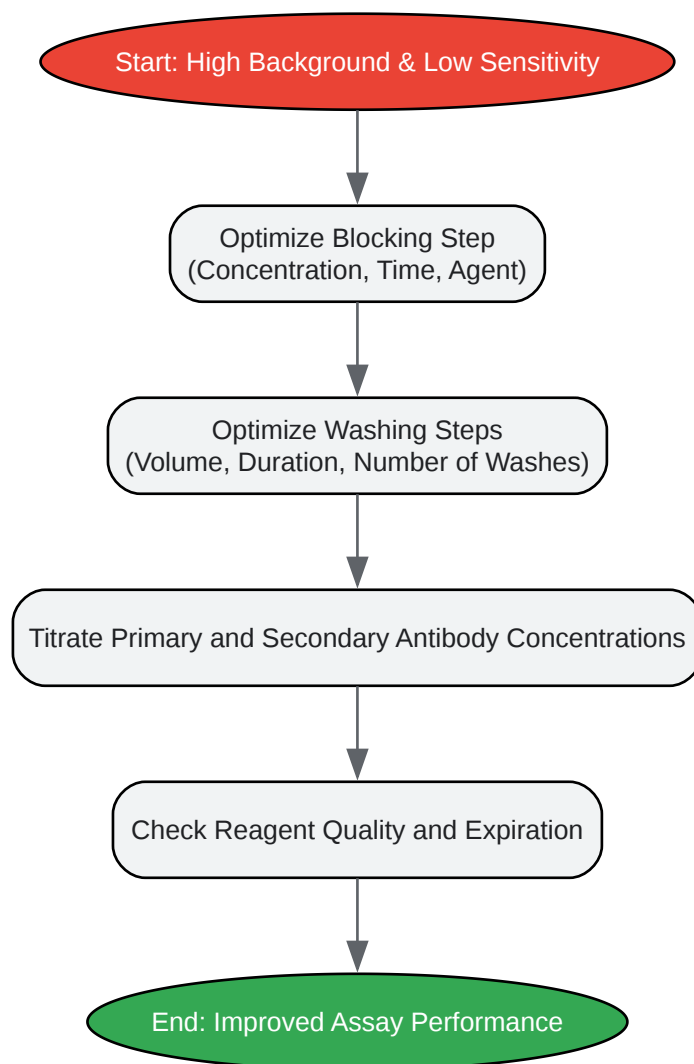 Start: High Background & Low Sensitivity
Optimize Blocking Step
(Concentration, Time, Agent)
Optimize Washing Steps
(Volume, Duration, Number of Washes)
Titrate Primary and Secondary Antibody Concentrations
Check Reagent Quality and Expiration
End: Improved Assay Performance